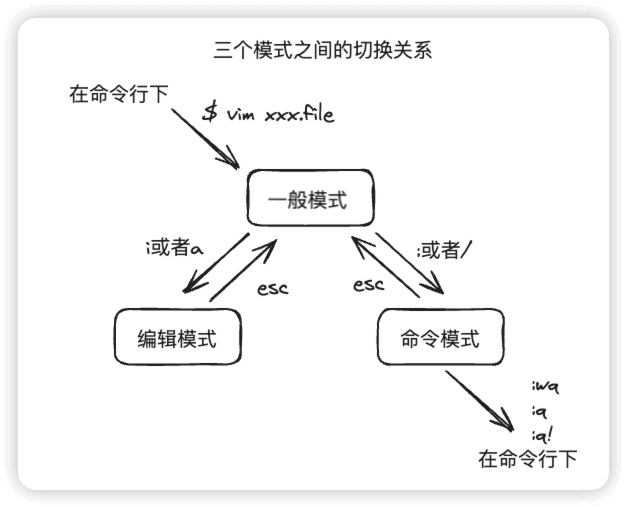 三个模式之间的切换关系
在命令行下
$ vim xxx.file
一般模式
i或者a
:或者/
esc
esc
编辑模式
命令模式
:wq
:q
:q!
在命令行下